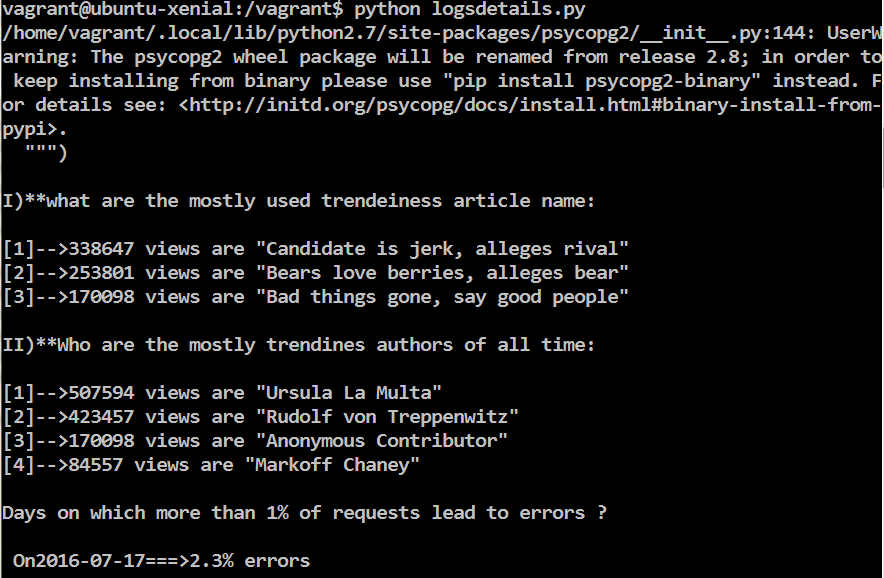 vagrant@ubuntu-xenial:/vagrant$ python logsdetails.py
/home/vagrant/.local/lib/python2.7/site-packages/psycopg2/__init__.py:144: UserW
arning: The psycopg2 wheel package will be renamed from release 2.8; in order to
 keep installing from binary please use "pip install psycopg2-binary" instead. F
or details see: <http://initd.org/psycopg/docs/install.html#binary-install-from-
pypi>.
  """)
I)**what are the mostly used trendeiness article name:
[1]-->338647 views are "Candidate is jerk, alleges rival"
[2]-->253801 views are "Bears love berries, alleges bear"
[3]-->170098 views are "Bad things gone, say good people"
II)**Who are the mostly trendines authors of all time:
[1]-->507594 views are "Ursula La Multa"
[2]-->423457 views are "Rudolf von Treppenwitz"
[3]-->170098 views are "Anonymous Contributor"
[4]-->84557 views are "Markoff Chaney"
Days on which more than 1% of requests lead to errors ?
 On2016-07-17===>2.3% errors